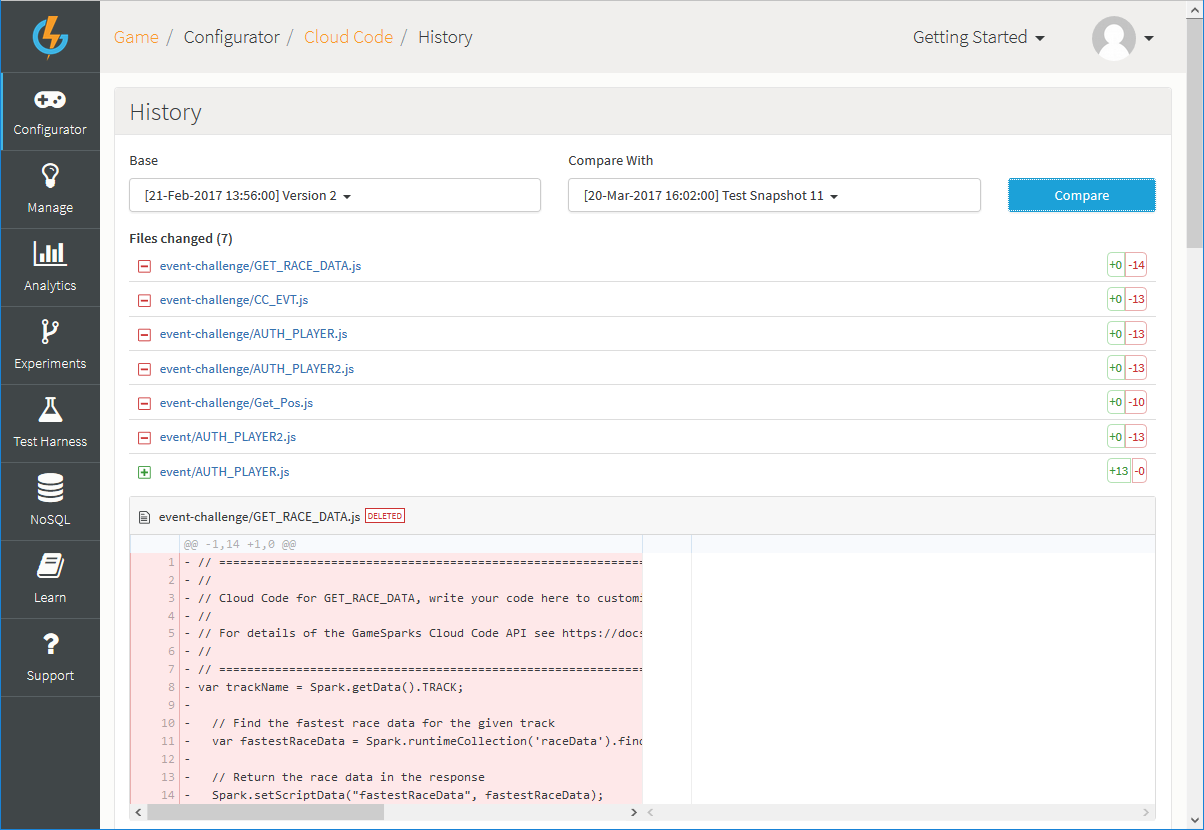 Game / Configurator / Cloud Code / History
Getting Started
Configurator
Manage
Analytics
Experiments
Test Harness
NoSQL
Learn
Support
History
Base
Compare With
[21-Feb-2017 13:56:00] Version 2
[20-Mar-2017 16:02:00] Test Snapshot 11
Compare
Files changed (7)
event-challenge/GET_RACE_DATA.js +0 -14
event-challenge/CC_EVT.js +0 -13
event-challenge/AUTH_PLAYER.js +0 -13
event-challenge/AUTH_PLAYER2.js +0 -13
event-challenge/Get_Pos.js +0 -10
event/AUTH_PLAYER2.js +0 -13
event/AUTH_PLAYER.js +13 -0
event-challenge/GET_RACE_DATA.js DELETED
@@ -1,14 +1,0 @@
1 - // ============================================================
2 - //
3 - // Cloud Code for GET_RACE_DATA, write your code here to customi
4 - //
5 - // For details of the GameSparks Cloud Code API see https://docs
6 - //
7 - // ============================================================
8 - var trackName = Spark.getData().TRACK;
9 -
10 - // Find the fastest race data for the given track
11 - var fastestRaceData = Spark.runtimeCollection('raceData').find
12 -
13 - // Return the race data in the response
14 - Spark.setScriptData("fastestRaceData", fastestRaceData);